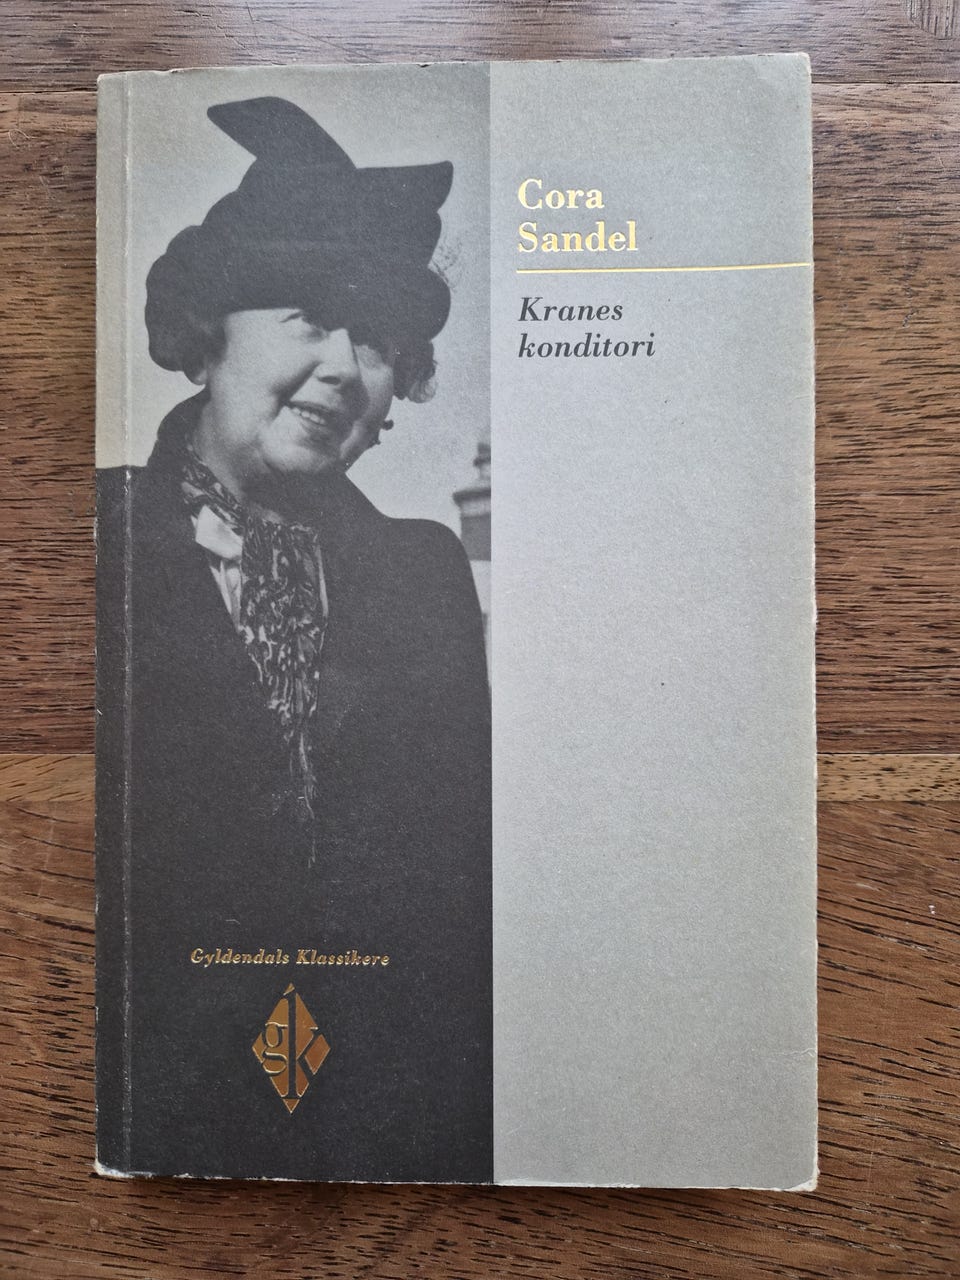 Cora
Sandel
Kranes
konditori
Gyldendals Klassikere
gk